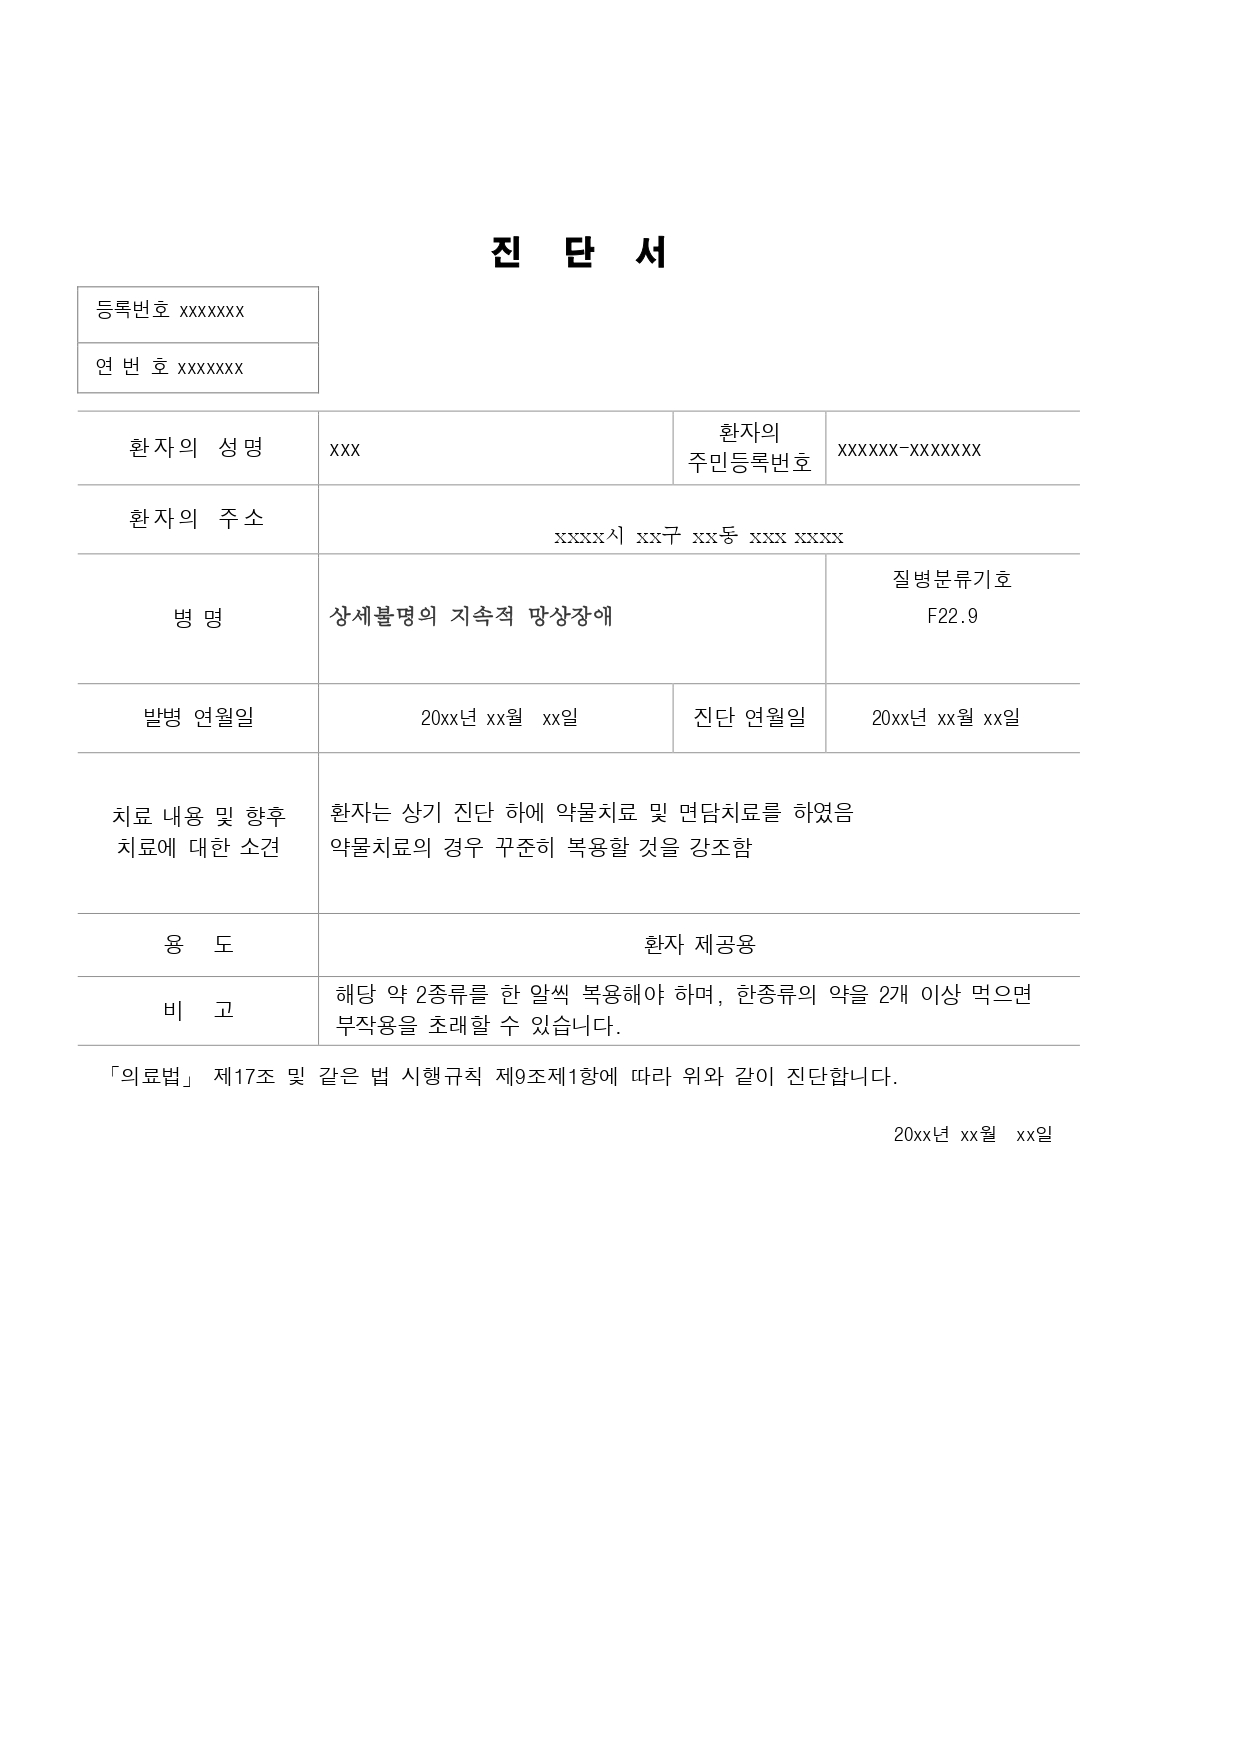 진 단 서
등록번호 xxxxxxx
연 번 호 xxxxxxx
환자의 성명
xxx
환자의
주민등록번호
xxxxxx-xxxxxxx
환자의 주소
xxxx시 xx구 xx동 xxx xxxx
병 명
상세불명의 지속적 망상장애
질병분류기호
F22.9
발병 연월일
20xx년 xx월 xx일
진단 연월일
20xx년 xx월 xx일
치료 내용 및 향후
치료에 대한 소견
환자는 상기 진단 하에 약물치료 및 면담치료를 하였음
약물치료의 경우 꾸준히 복용할 것을 강조함
용 도
환자 제공용
비 고
해당 약 2종류를 한 알씩 복용해야 하며, 한종류의 약을 2개 이상 먹으면
부작용을 초래할 수 있습니다.
「의료법」 제17조 및 같은 법 시행규칙 제9조제1항에 따라 위와 같이 진단합니다.
20xx년 xx월 xx일